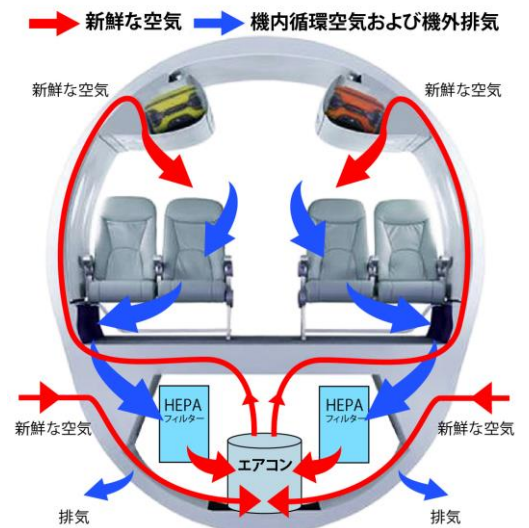 新鮮な空気 機内循環空気および機外排気
新鮮な空気 新鮮な空気
HEPA
フィルター
HEPA
フィルター
新鮮な空気 エアコン 新鮮な空気
排気 排気